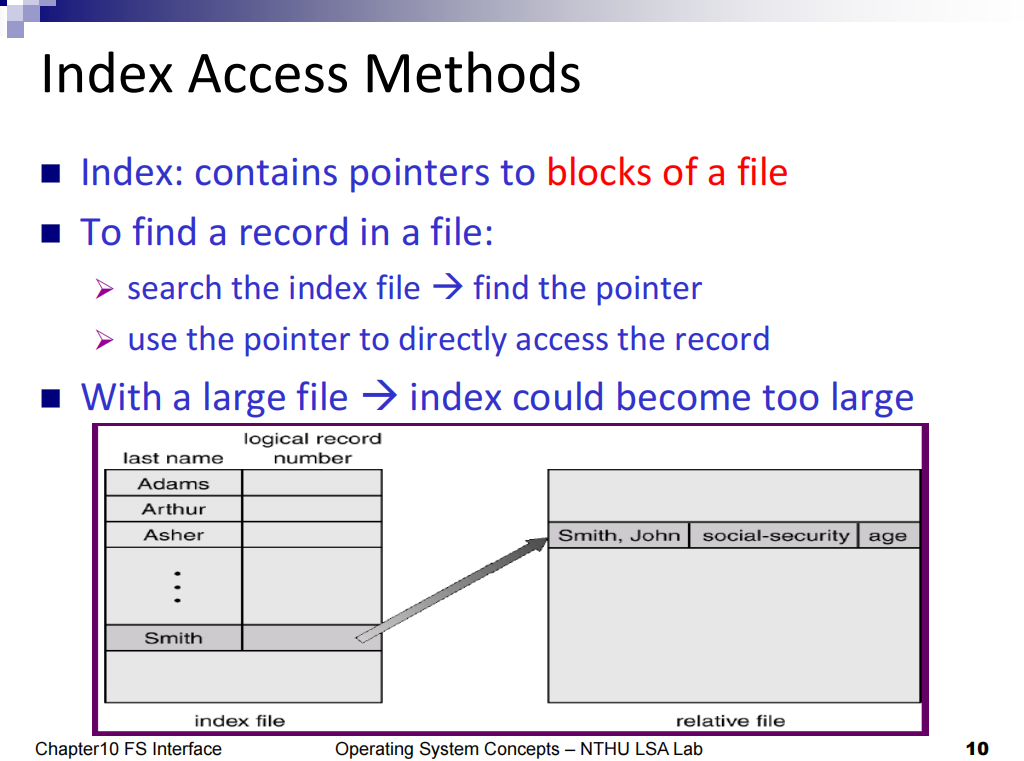 Index Access Methods
Index: contains pointers to blocks of a file
To find a record in a file:
search the index file → find the pointer
use the pointer to directly access the record
With a large file → index could become too large
logical record
last name number
Adams
Arthur
Asher
Smith, John social-security age
Smith
index file relative file
Chapter10 FS Interface Operating System Concepts – NTHU LSA Lab 10